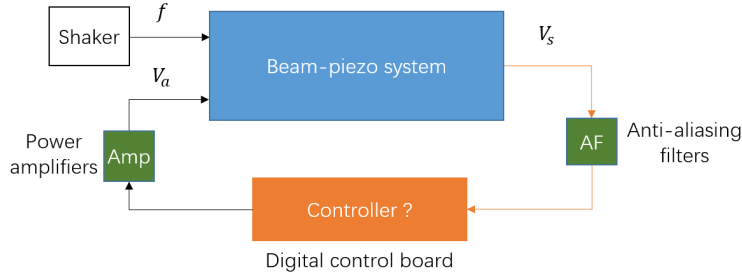 Shaker
f
Beam-piezo system
V_s
V_a
Power
amplifiers
Amp
AF
Anti-aliasing
filters
Controller ?
Digital control board